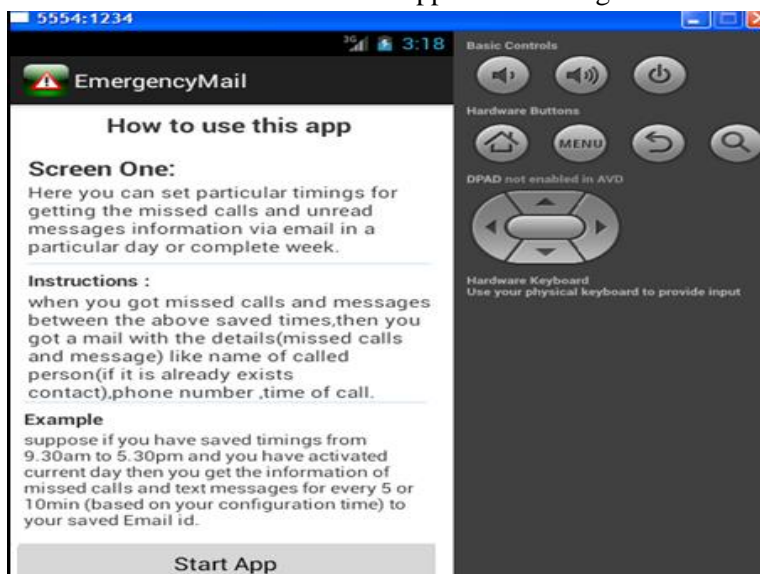 5554:1234
3G 3:18
EmergencyMail
How to use this app
Screen One:
Here you can set particular timings for
getting the missed calls and unread
messages information via email in a
particular day or complete week.
Instructions :
when you got missed calls and messages
between the above saved times,then you
got a mail with the details(missed calls
and message) like name of called
person(if it is already exists
contact),phone number ,time of call.
Example
suppose if you have saved timings from
9.30am to 5.30pm and you have activated
current day then you get the information of
missed calls and text messages for every 5 or
10min (based on your configuration time) to
your saved Email id.
Start App
Basic Controls
Hardware Buttons
MENU
DPAD not enabled in AVD
Hardware Keyboard
Use your physical keyboard to provide input